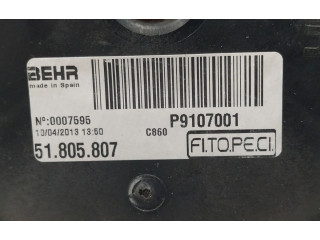 BEHR
made in Spain
Nº:0007595
10/04/2013 13:50
C860
P9107001
51.805.807
FI.TO.PE.CI.